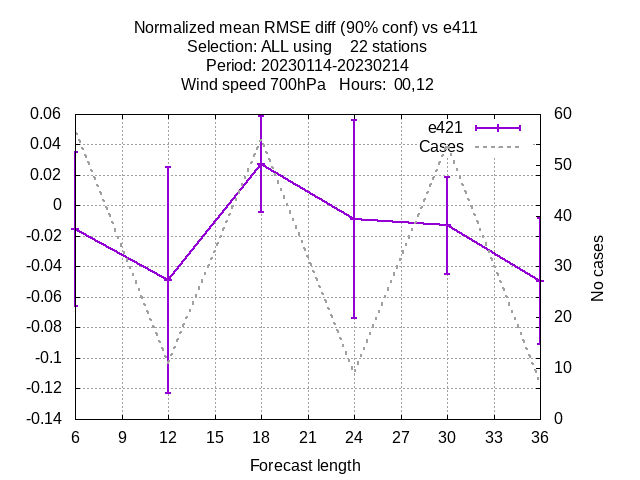 Normalized mean RMSE diff (90% conf) vs e411
Selection: ALL using    22 stations
Period: 20230114-20230214
Wind speed 700hPa   Hours:  00,12
0.06
0.04
0.02
0
-0.02
-0.04
-0.06
-0.08
-0.1
-0.12
-0.14
60
50
40
30
20
10
0
e421
Cases
No cases
6 9 12 15 18 21 24 27 30 33 36
Forecast length